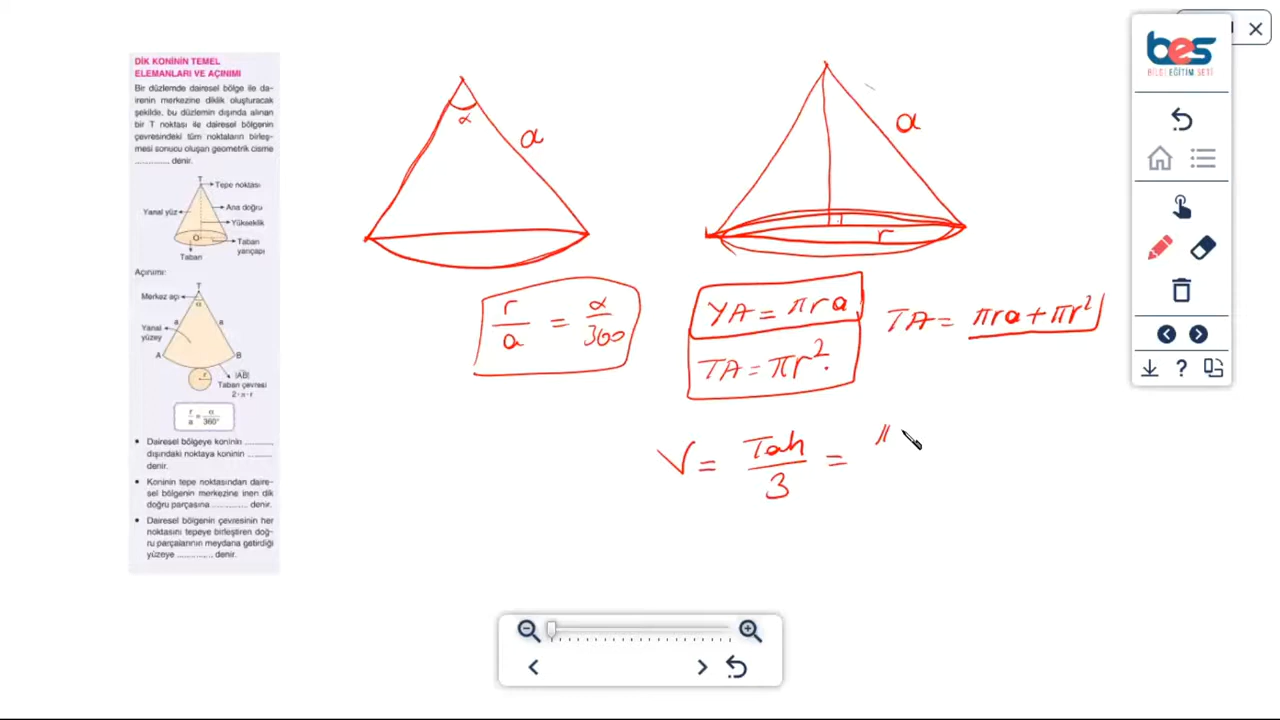 DİK KONİNİN TEMEL
ELEMANLARI VE AÇINIMI
Bir düzlemde dairesel bölge ile da-
irenin merkezine diklik oluşturacak
şekilde, bu düzlemin dışında alınan
bir T noktası ile dairesel bölgenin
çevresindeki tüm noktaların birleş-
mesi sonucu oluşan geometrik cisme
............ denir.
T
Tepe noktası
Yanal yüz
Ana doğru
Yükseklik
O
Taban
yarıçapı
Taban
Açınımı:
T
Merkez açı
α
a
a
Yanal
yüzey
A
B
r
|AB|
Taban çevresi
2·π·r
r/a = α/360°
• Dairesel bölgeye koninin .........,
dışındaki noktaya koninin ........
denir.
• Koninin tepe noktasından daire-
sel bölgenin merkezine inen dik
doğru parçasına ............ denir.
• Dairesel bölgenin çevresinin her
noktasını tepeye birleştiren doğ-
ru parçalarının meydana getirdiği
yüzeye ............ denir.
α
a
r/a = α/360
a
r
YA = πra
TA = πr².
TA = πra + πr²
V = Tah/3 =
bes
BİLGİ EĞİTİM SETİ
?